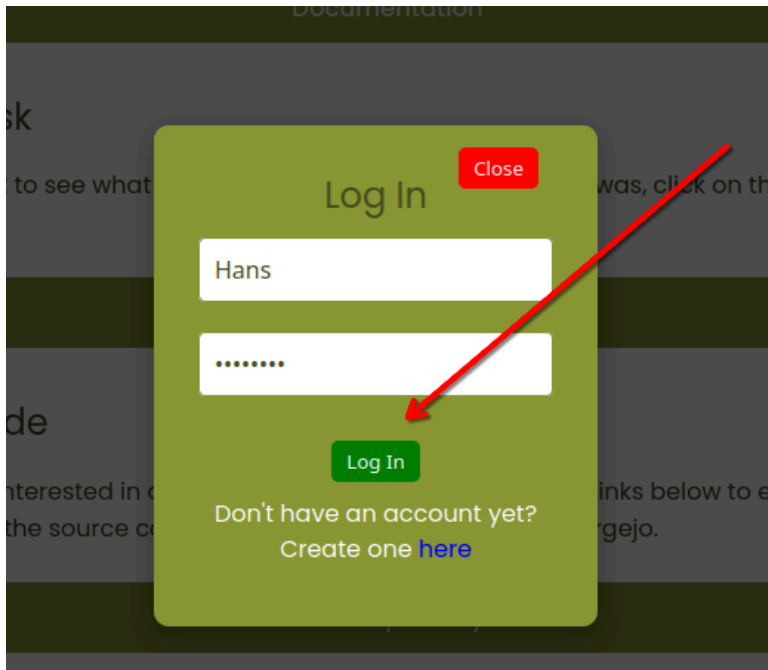 Documentation
sk
to see what
was, click on th
Close
Log In
Hans
••••••••
de
Log In
nterested in
inks below to e
Don't have an account yet?
the source co
rgejo.
Create one here